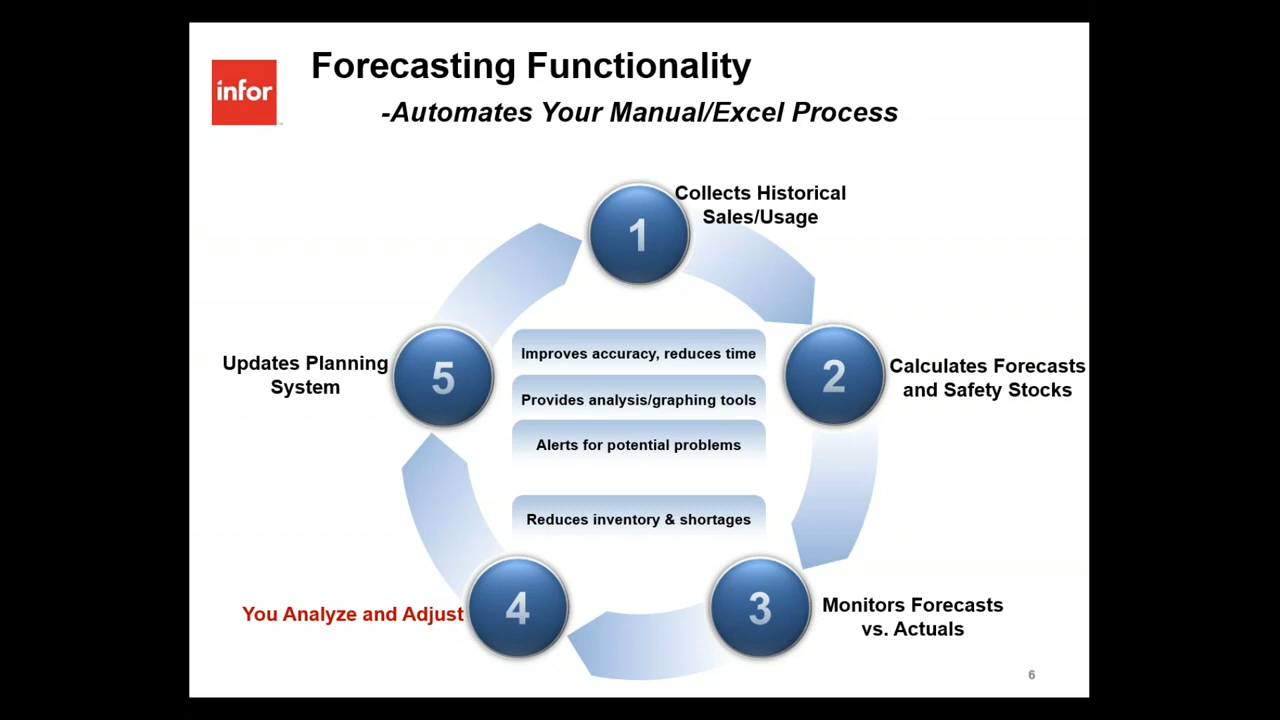 infor
Forecasting Functionality
-Automates Your Manual/Excel Process
1
Collects Historical
Sales/Usage
2
Calculates Forecasts
and Safety Stocks
3
Monitors Forecasts
vs. Actuals
4
You Analyze and Adjust
5
Updates Planning
System
Improves accuracy, reduces time
Provides analysis/graphing tools
Alerts for potential problems
Reduces inventory & shortages
6